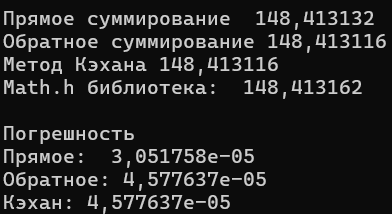 Прямое суммирование  148,413132
Обратное суммирование 148,413116
Метод Кэхана 148,413116
Math.h библиотека:  148,413162

Погрешность
Прямое:  3,051758e-05
Обратное: 4,577637e-05
Кэхан: 4,577637e-05